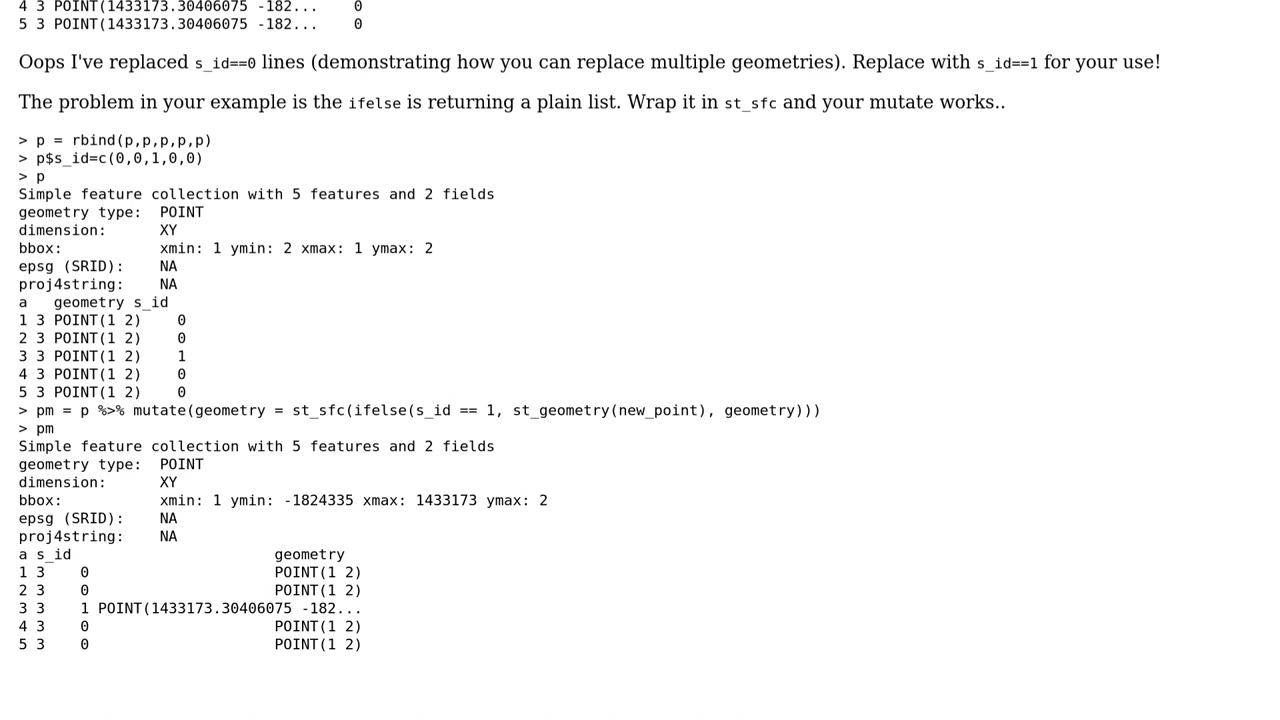 4 3 POINT(1433173.30406075 -182...    0
5 3 POINT(1433173.30406075 -182...    0
Oops I've replaced s_id==0 lines (demonstrating how you can replace multiple geometries). Replace with s_id==1 for your use!
The problem in your example is the ifelse is returning a plain list. Wrap it in st_sfc and your mutate works..
> p = rbind(p,p,p,p,p)
> p$s_id=c(0,0,1,0,0)
> p
Simple feature collection with 5 features and 2 fields
geometry type:  POINT
dimension:      XY
bbox:           xmin: 1 ymin: 2 xmax: 1 ymax: 2
epsg (SRID):    NA
proj4string:    NA
a   geometry s_id
1 3 POINT(1 2)    0
2 3 POINT(1 2)    0
3 3 POINT(1 2)    1
4 3 POINT(1 2)    0
5 3 POINT(1 2)    0
> pm = p %>% mutate(geometry = st_sfc(ifelse(s_id == 1, st_geometry(new_point), geometry)))
> pm
Simple feature collection with 5 features and 2 fields
geometry type:  POINT
dimension:      XY
bbox:           xmin: 1 ymin: -1824335 xmax: 1433173 ymax: 2
epsg (SRID):    NA
proj4string:    NA
a s_id                       geometry
1 3    0                     POINT(1 2)
2 3    0                     POINT(1 2)
3 3    1 POINT(1433173.30406075 -182...
4 3    0                     POINT(1 2)
5 3    0                     POINT(1 2)